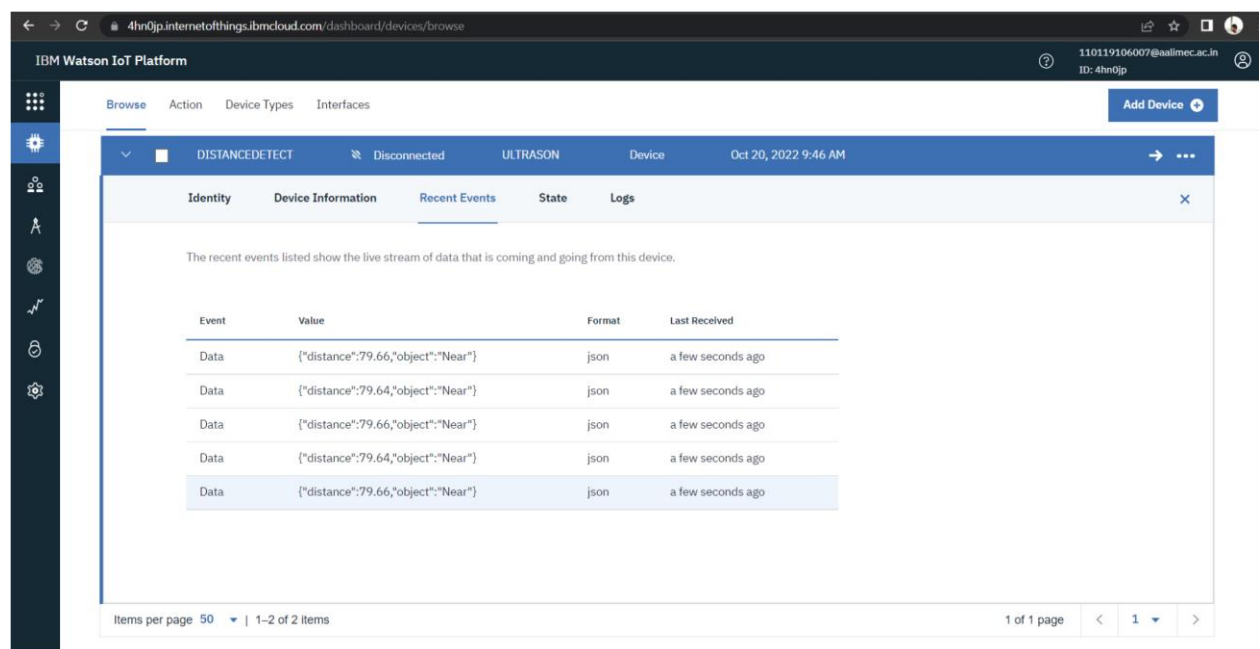 4hn0jp.internetofthings.ibmcloud.com/dashboard/devices/browse
IBM Watson IoT Platform
110119106007@aalimec.ac.in
ID: 4hn0jp
Browse Action Device Types Interfaces
Add Device
DISTANCEDETECT Disconnected ULTRASON Device Oct 20, 2022 9:46 AM
Identity Device Information Recent Events State Logs
The recent events listed show the live stream of data that is coming and going from this device.
Event Value Format Last Received
Data {"distance":79.66,"object":"Near"} json a few seconds ago
Data {"distance":79.64,"object":"Near"} json a few seconds ago
Data {"distance":79.66,"object":"Near"} json a few seconds ago
Data {"distance":79.64,"object":"Near"} json a few seconds ago
Data {"distance":79.66,"object":"Near"} json a few seconds ago
Items per page 50 | 1–2 of 2 items 1 of 1 page 1